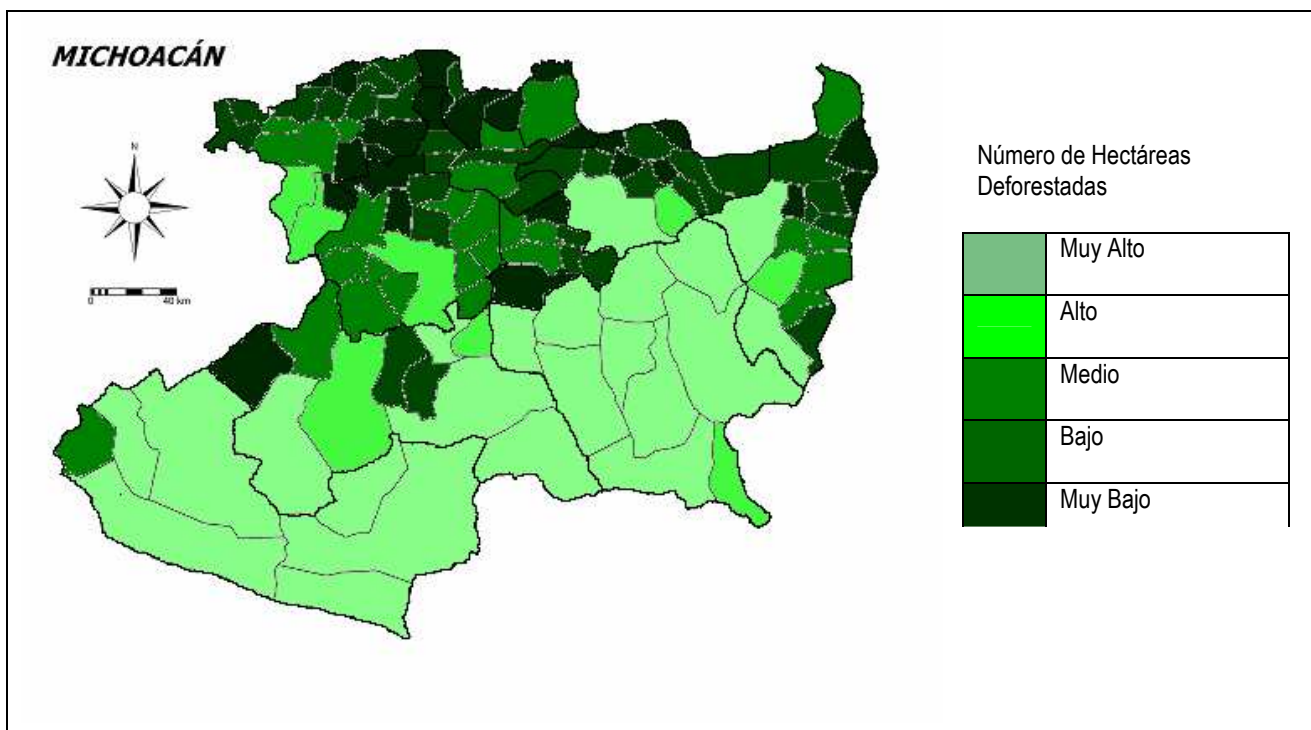 MICHOACÁN
N
0 40 km
Número de Hectáreas
Deforestadas
Muy Alto
Alto
Medio
Bajo
Muy Bajo